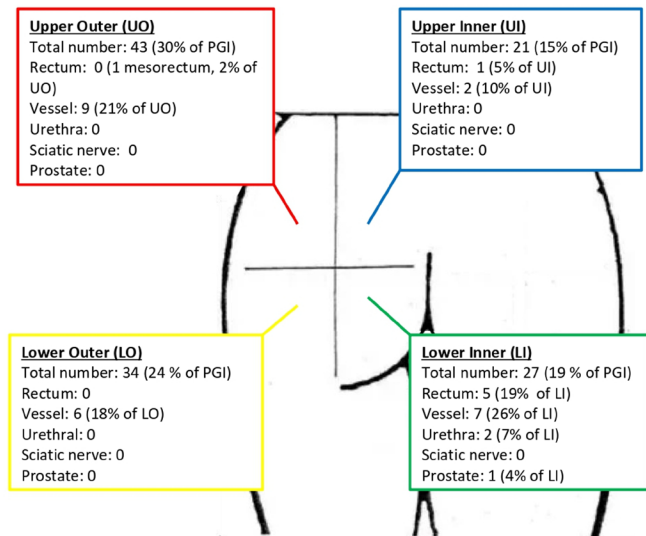 Upper Outer (UO)
Total number: 43 (30% of PGI)
Rectum:  0 (1 mesorectum, 2% of
UO)
Vessel: 9 (21% of UO)
Urethra: 0
Sciatic nerve:  0
Prostate: 0
Upper Inner (UI)
Total number: 21 (15% of PGI)
Rectum:  1 (5% of UI)
Vessel: 2 (10% of UI)
Urethra: 0
Sciatic nerve: 0
Prostate: 0
Lower Outer (LO)
Total number: 34 (24 % of PGI)
Rectum: 0
Vessel: 6 (18% of LO)
Urethral: 0
Sciatic nerve: 0
Prostate: 0
Lower Inner (LI)
Total number: 27 (19 % of PGI)
Rectum: 5 (19%  of LI)
Vessel: 7 (26% of LI)
Urethra: 2 (7% of LI)
Sciatic nerve: 0
Prostate: 1 (4% of LI)